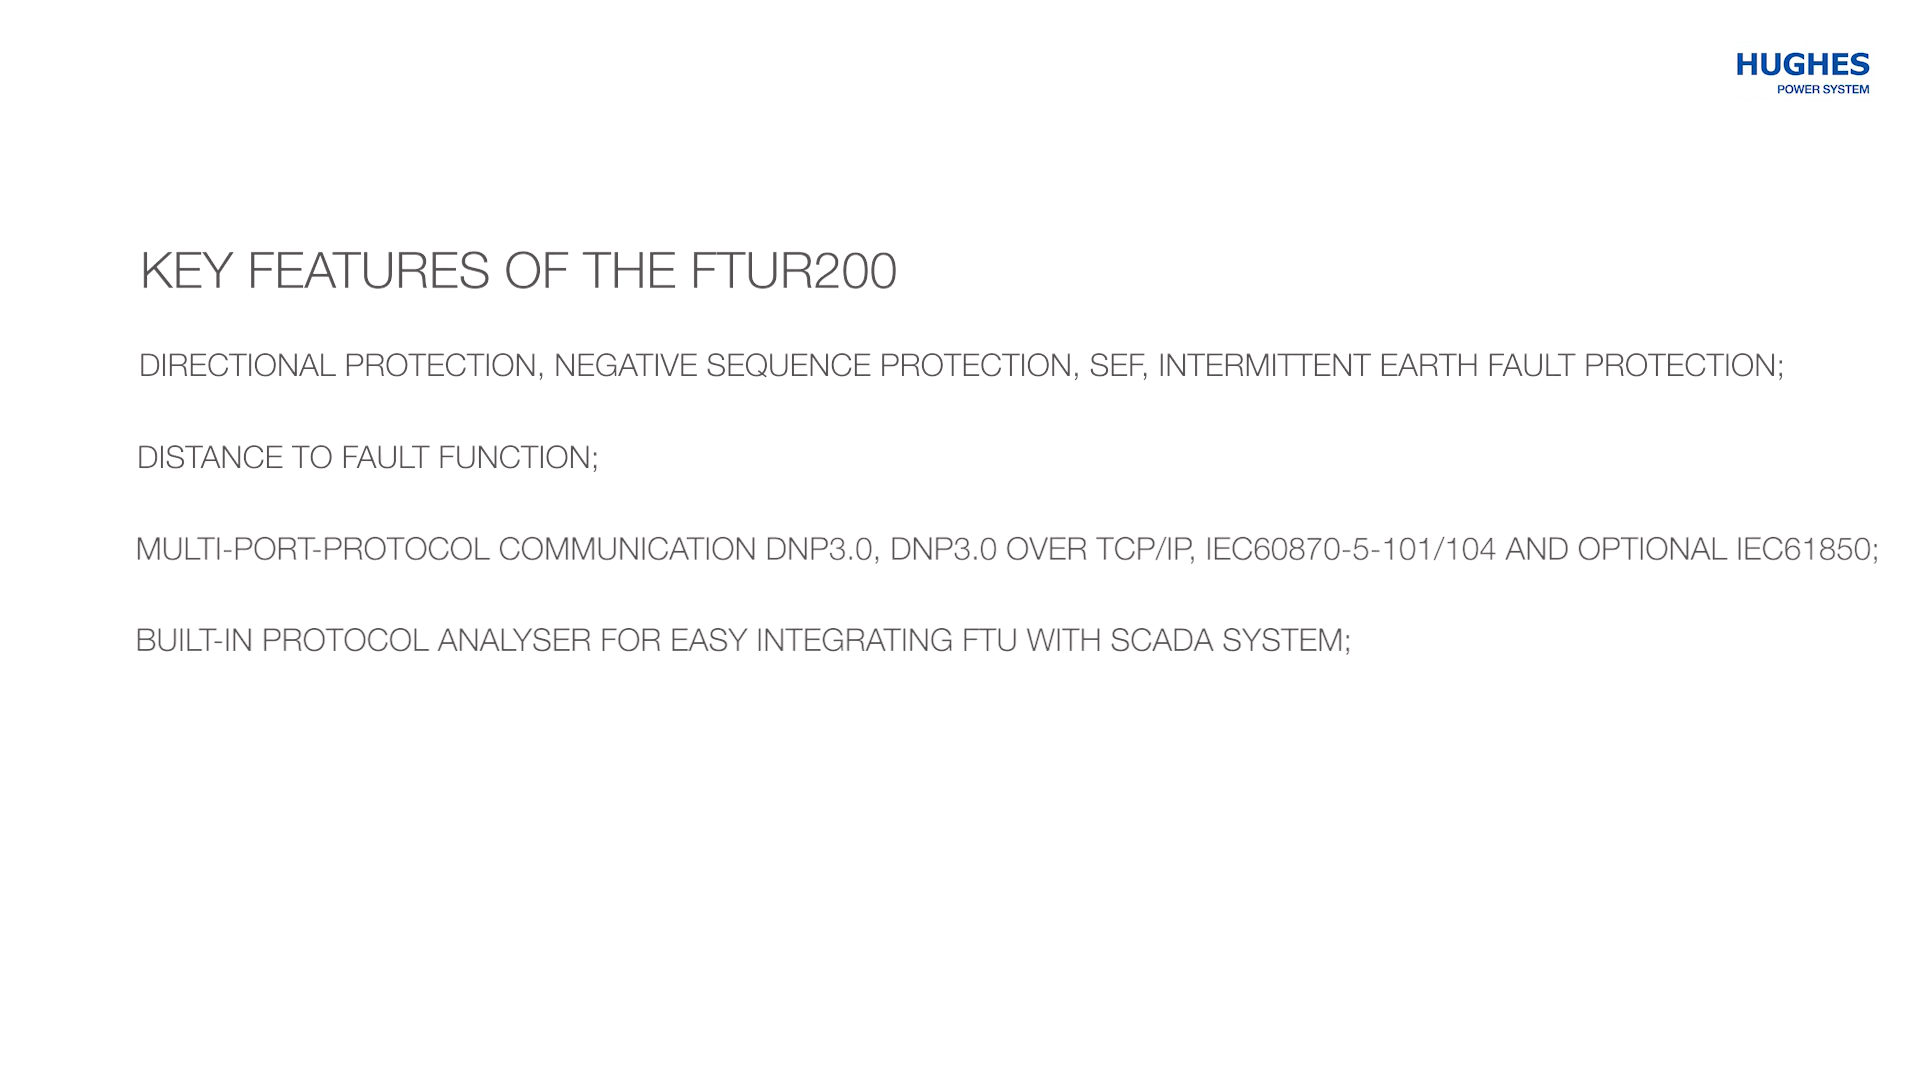 HUGHES
POWER SYSTEM
KEY FEATURES OF THE FTUR200
DIRECTIONAL PROTECTION, NEGATIVE SEQUENCE PROTECTION, SEF, INTERMITTENT EARTH FAULT PROTECTION;
DISTANCE TO FAULT FUNCTION;
MULTI-PORT-PROTOCOL COMMUNICATION DNP3.0, DNP3.0 OVER TCP/IP, IEC60870-5-101/104 AND OPTIONAL IEC61850;
BUILT-IN PROTOCOL ANALYSER FOR EASY INTEGRATING FTU WITH SCADA SYSTEM;